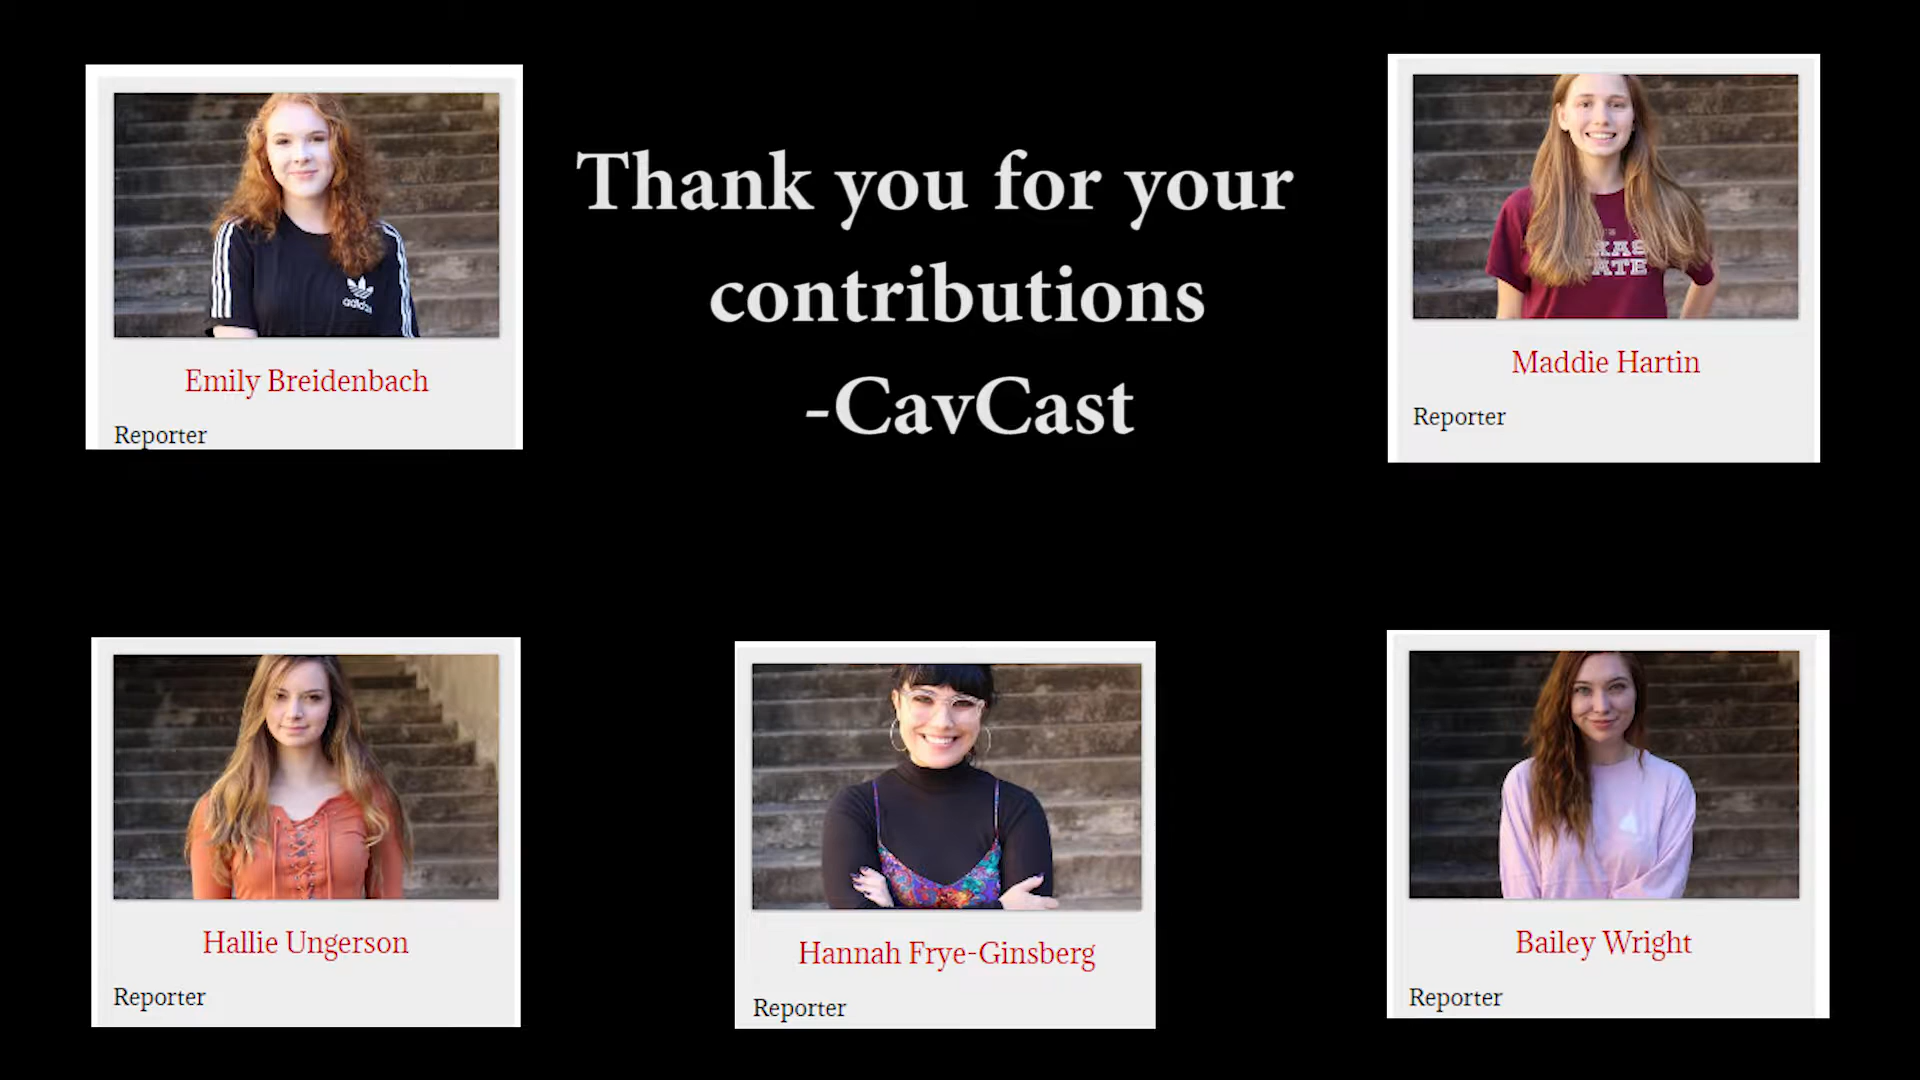 Thank you for your
contributions
-CavCast
adidas
Emily Breidenbach
Reporter
Maddie Hartin
Reporter
Hallie Ungerson
Reporter
Hannah Frye-Ginsberg
Reporter
Bailey Wright
Reporter